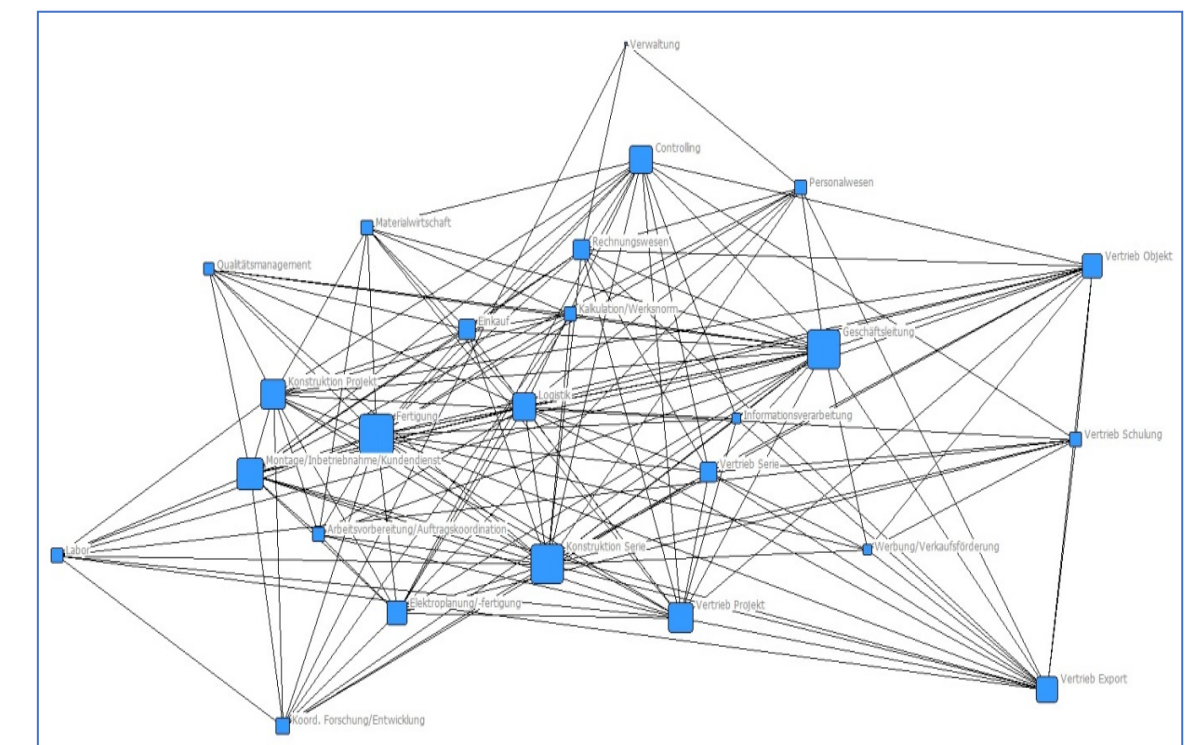 Verwaltung
Controlling
Personalwesen
Materialwirtschaft
Rechnungswesen
Qualitätsmanagement
Vertrieb Objekt
Kalkulation/Werksnorm
Einkauf
Geschäftsleitung
Konstruktion Projekt
Logistik
Fertigung
Informationsverarbeitung
Vertrieb Schulung
Montage/Inbetriebnahme/Kundendienst
Vertrieb Serie
Arbeitsvorbereitung/Auftragskoordination
Labor
Konstruktion Serie
Werbung/Verkaufsförderung
Elektroplanung/-fertigung
Vertrieb Projekt
Vertrieb Export
Koord. Forschung/Entwicklung